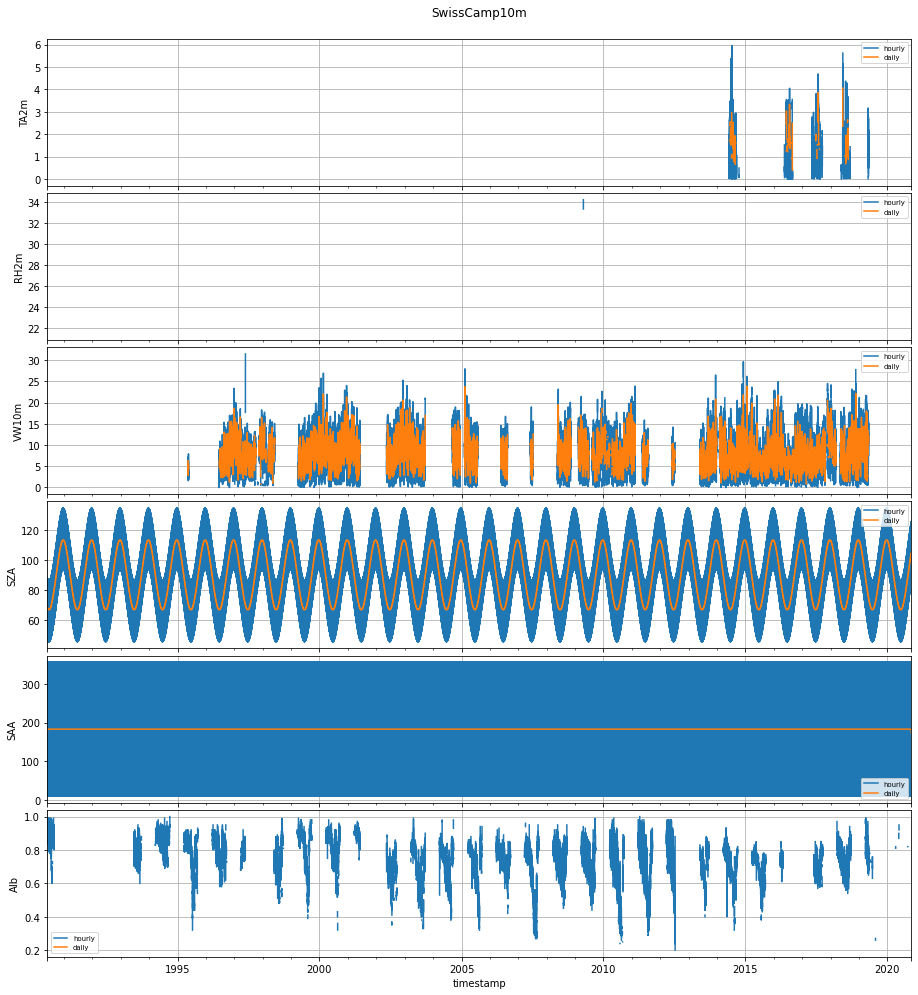 SwissCamp10m
6
5
4
3
2
1
0
TA2m
hourly
daily
34
32
30
28
26
24
22
RH2m
hourly
daily
30
25
20
15
10
5
0
VW10m
hourly
daily
120
100
80
60
SZA
hourly
daily
300
200
100
0
SAA
hourly
daily
1.0
0.8
0.6
0.4
0.2
Alb
hourly
daily
1995
2000
2005
2010
2015
2020
timestamp